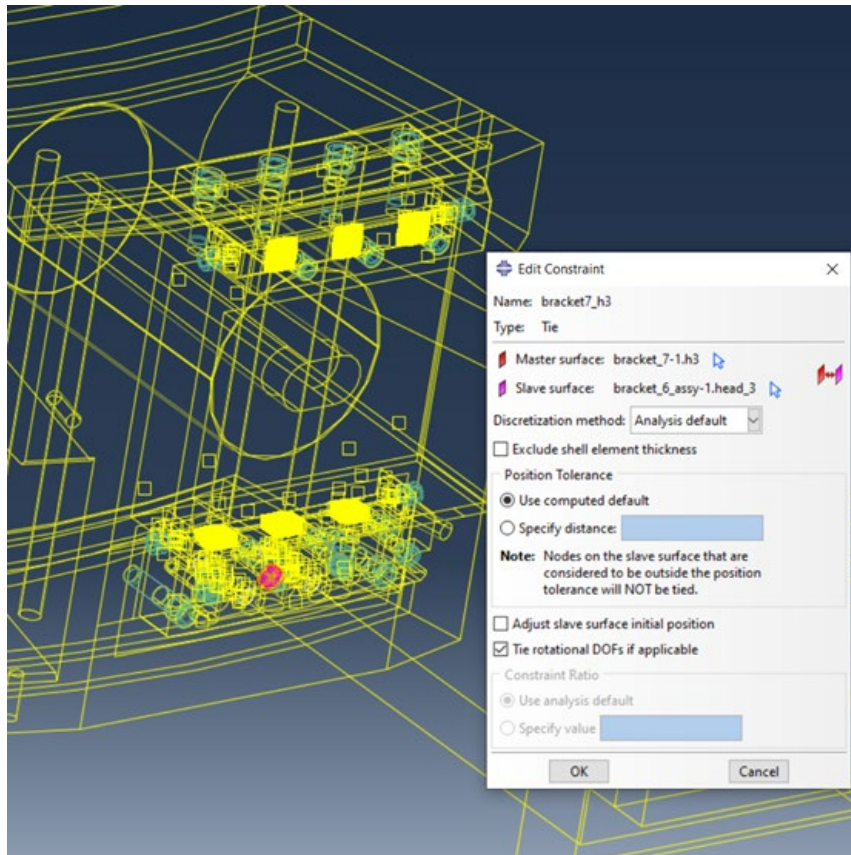 Edit Constraint
Name: bracket7_h3
Type: Tie
Master surface: bracket_7-1.h3
Slave surface: bracket_6_assy-1.head_3
Discretization method: Analysis default
Exclude shell element thickness
Position Tolerance
Use computed default
Specify distance:
Note: Nodes on the slave surface that are
considered to be outside the position
tolerance will NOT be tied.
Adjust slave surface initial position
Tie rotational DOFs if applicable
Constraint Ratio
Use analysis default
Specify value
OK Cancel